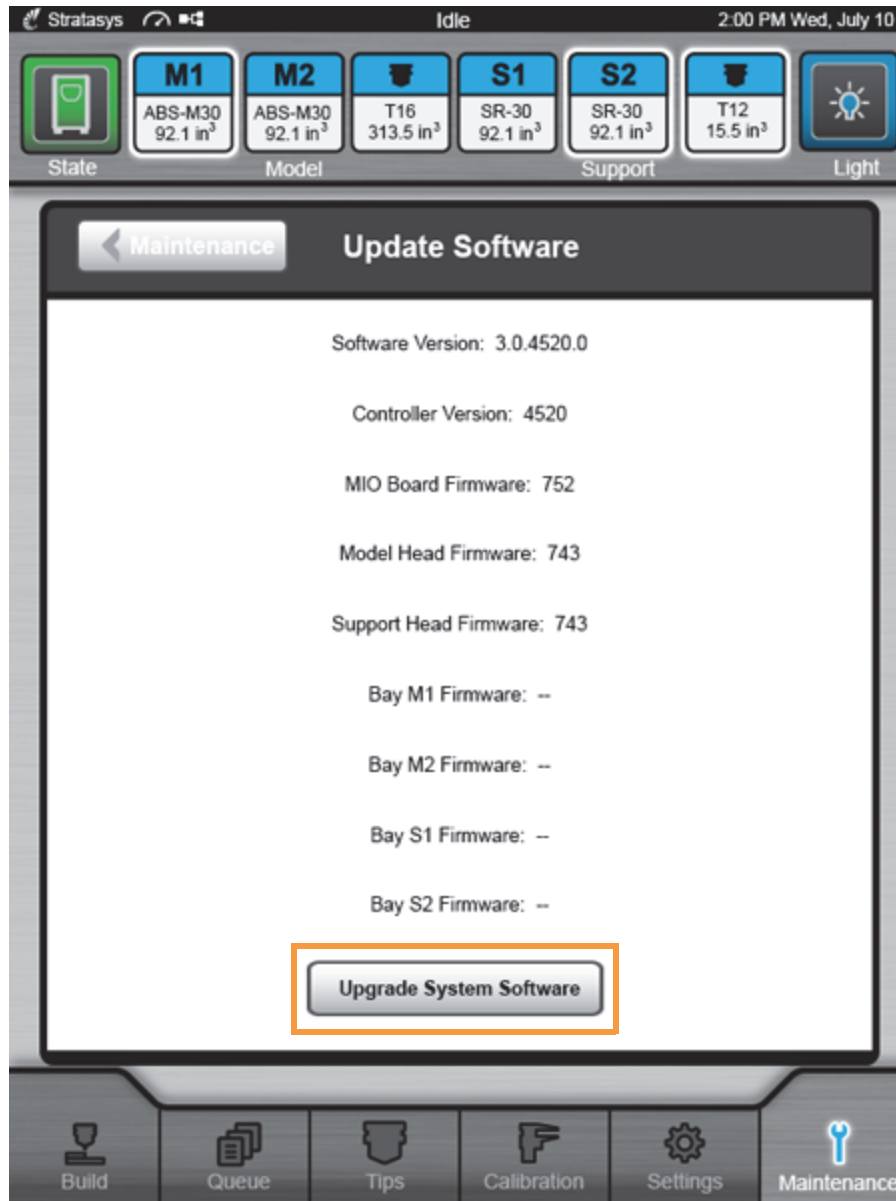 Stratasys Idle 2:00 PM Wed, July 10
M1 M2 S1 S2
ABS-M30 ABS-M30 T16 SR-30 SR-30 T12
92.1 in³ 92.1 in³ 313.5 in³ 92.1 in³ 92.1 in³ 15.5 in³
State Model Support Light
Maintenance Update Software
Software Version: 3.0.4520.0
Controller Version: 4520
MIO Board Firmware: 752
Model Head Firmware: 743
Support Head Firmware: 743
Bay M1 Firmware: --
Bay M2 Firmware: --
Bay S1 Firmware: --
Bay S2 Firmware: --
Upgrade System Software
Build Queue Tips Calibration Settings Maintenance